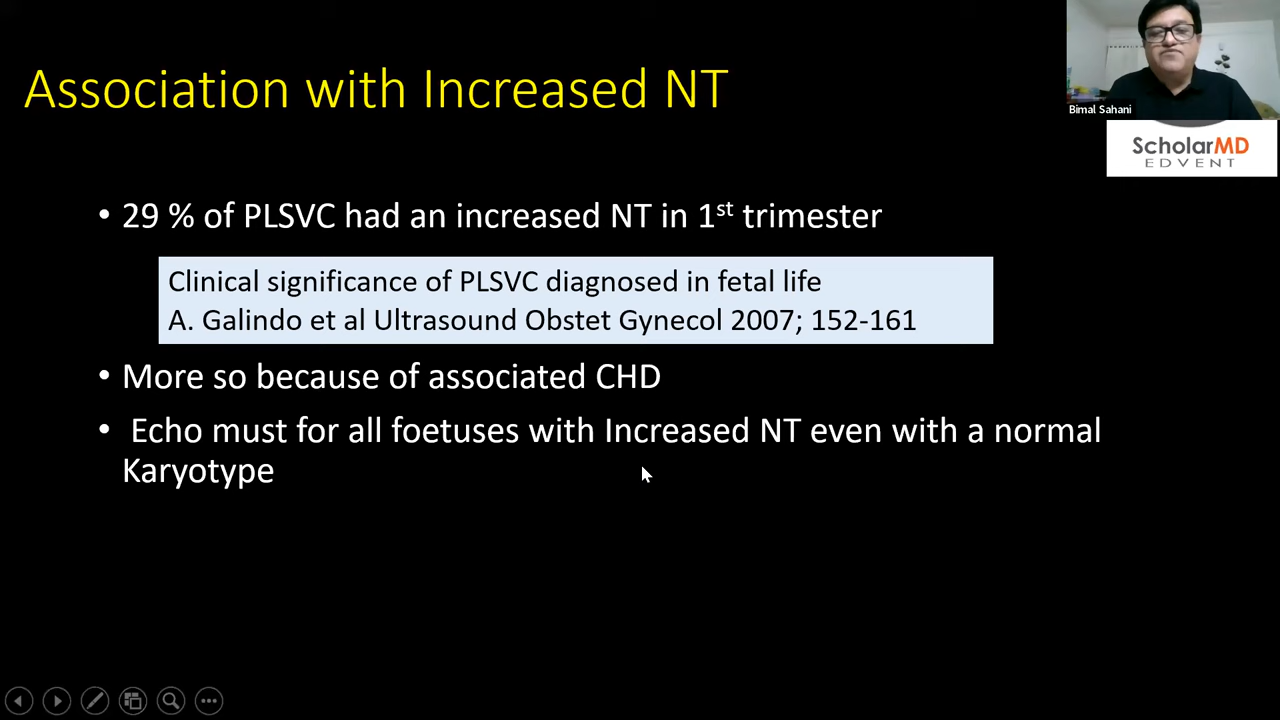 Association with Increased NT
Bimal Sahani
ScholarMD
EDVENT
• 29 % of PLSVC had an increased NT in 1st trimester
Clinical significance of PLSVC diagnosed in fetal life
A. Galindo et al Ultrasound Obstet Gynecol 2007; 152-161
• More so because of associated CHD
• Echo must for all foetuses with Increased NT even with a normal
Karyotype